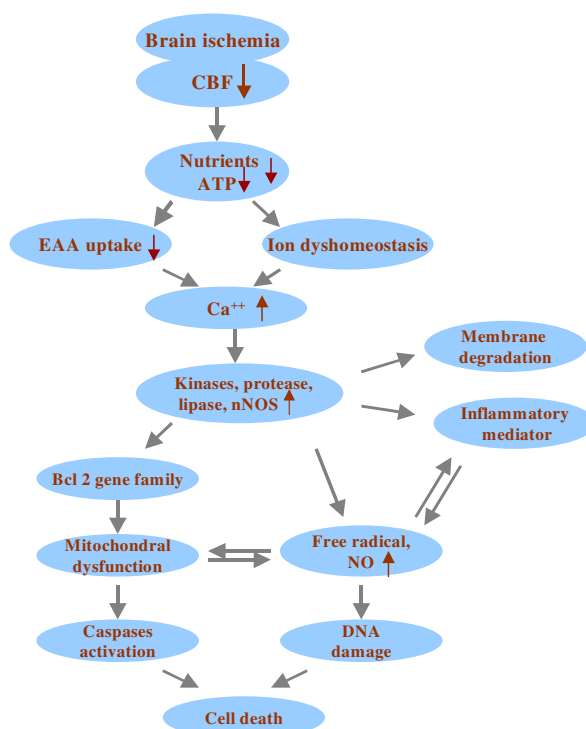 Brain ischemia
CBF
Nutrients
ATP
EAA uptake
Ion dyshomeostasis
Ca⁺⁺
Membrane
degradation
Kinases, protease,
lipase, nNOS
Inflammatory
mediator
Bcl 2 gene family
Mitochondral
dysfunction
Free radical,
NO
Caspases
activation
DNA
damage
Cell death